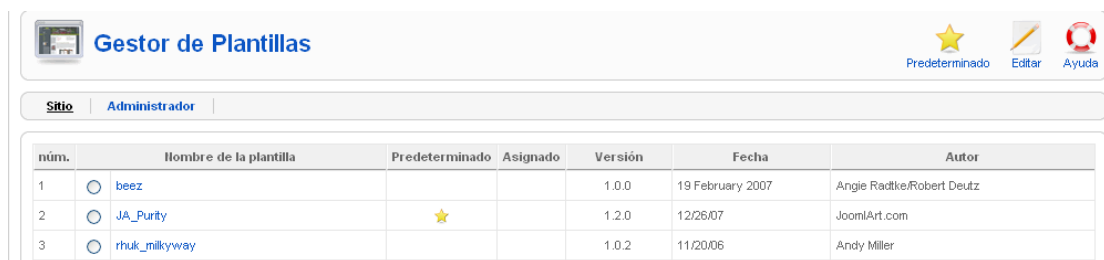 Gestor de Plantillas
Predeterminado Editar Ayuda
Sitio Administrador
núm. Nombre de la plantilla Predeterminado Asignado Versión Fecha Autor
1 beez 1.0.0 19 February 2007 Angie Radtke/Robert Deutz
2 JA_Purity 1.2.0 12/26/07 JoomlArt.com
3 rhuk_milkyway 1.0.2 11/20/06 Andy Miller